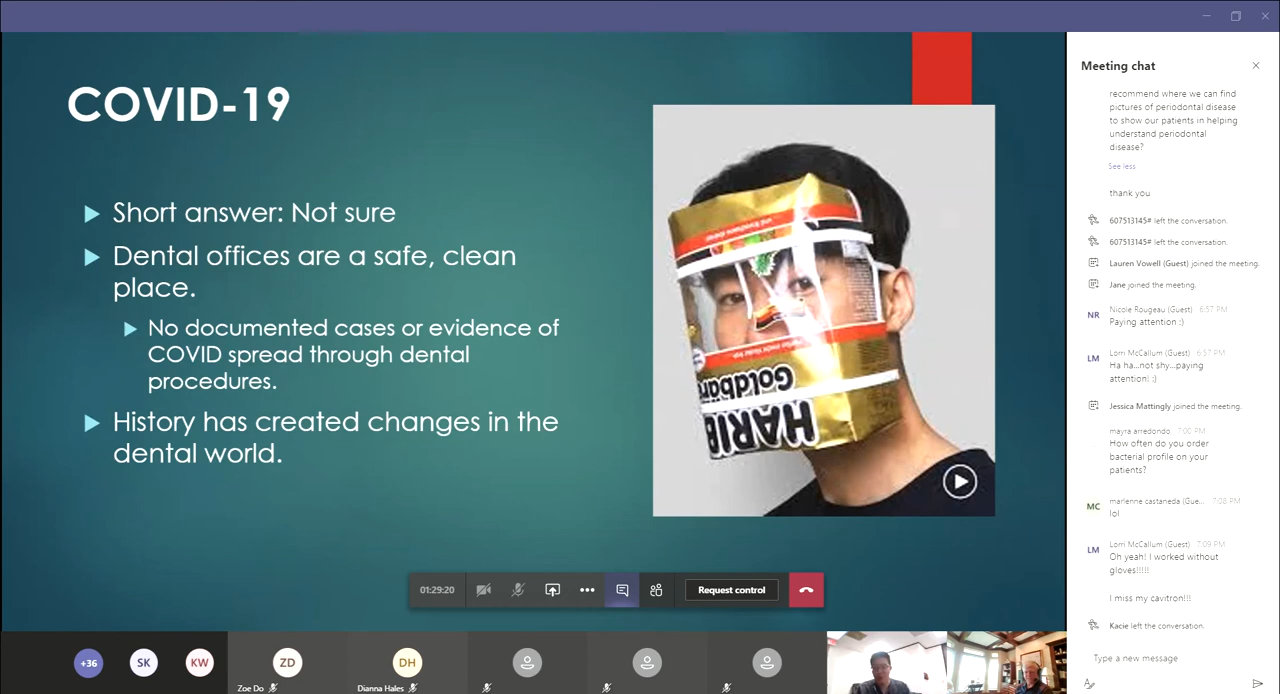 COVID-19
Short answer: Not sure
Dental offices are a safe, clean
place.
No documented cases or evidence of
COVID spread through dental
procedures.
History has created changes in the
dental world.
Goldbär
HARIB
01:29:20
Request control
+36
SK
KW
ZD
Zoe Do
DH
Dianna Hales
Meeting chat
recommend where we can find
pictures of periodontal disease
to show our patients in helping
understand periodontal
disease?
See less
thank you
607513145# left the conversation.
607513145# left the conversation.
Lauren Vowell (Guest) joined the meeting.
Jane joined the meeting.
NR
Nicole Rougeau (Guest) 6:57 PM
Paying attention :)
LM
Lorri McCallum (Guest) 6:57 PM
Ha ha...not shy...paying
attention! :)
Jessica Mattingly joined the meeting.
mayra arredondo 7:00 PM
How often do you order
bacterial profile on your
patients?
MC
marlenne castaneda (Gue... 7:08 PM
lol
LM
Lorri McCallum (Guest) 7:09 PM
Oh yeah! I worked without
gloves!!!!!
I miss my cavitron!!!
Kacie left the conversation.
Type a new message